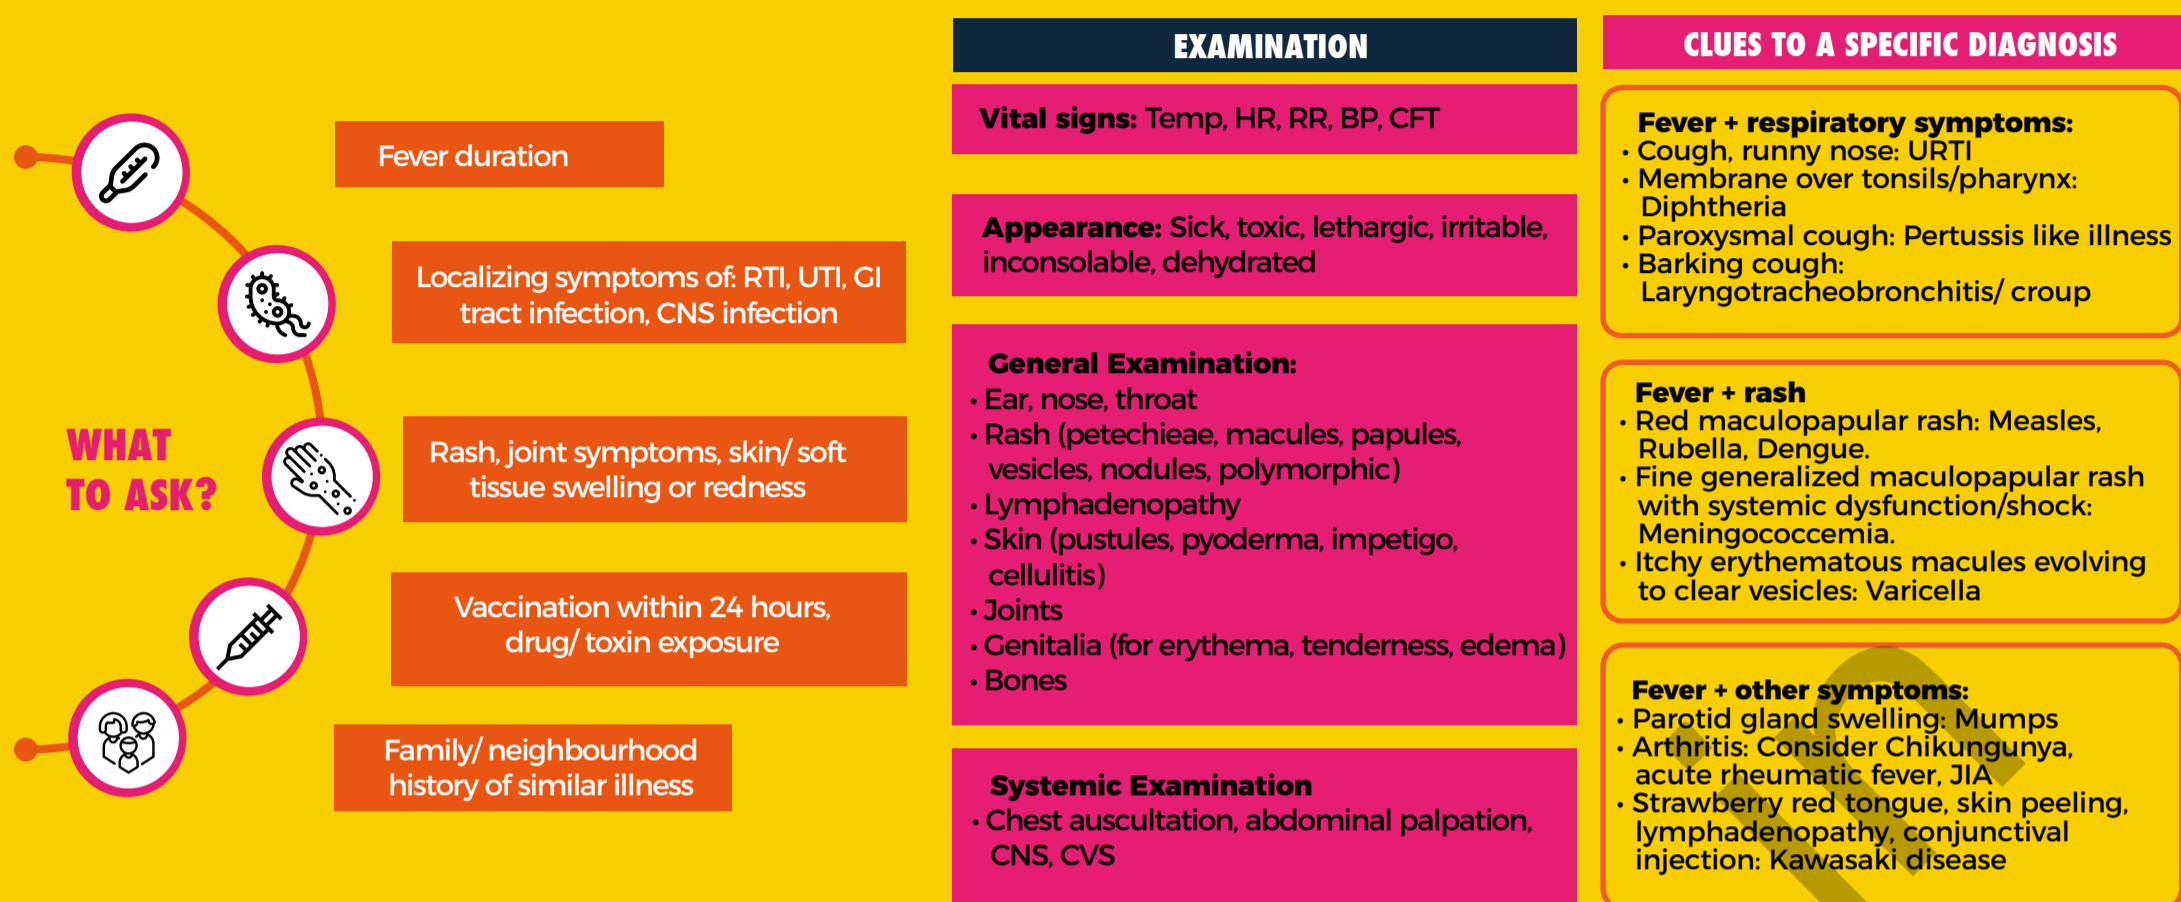 WHAT
TO ASK?
Fever duration
Localizing symptoms of: RTI, UTI, GI
tract infection, CNS infection
Rash, joint symptoms, skin/ soft
tissue swelling or redness
Vaccination within 24 hours,
drug/ toxin exposure
Family/ neighbourhood
history of similar illness
EXAMINATION
Vital signs: Temp, HR, RR, BP, CFT
Appearance: Sick, toxic, lethargic, irritable,
inconsolable, dehydrated
General Examination:
• Ear, nose, throat
• Rash (petechieae, macules, papules,
vesicles, nodules, polymorphic)
• Lymphadenopathy
• Skin (pustules, pyoderma, impetigo,
cellulitis)
• Joints
• Genitalia (for erythema, tenderness, edema)
• Bones
Systemic Examination
• Chest auscultation, abdominal palpation,
CNS, CVS
CLUES TO A SPECIFIC DIAGNOSIS
Fever + respiratory symptoms:
• Cough, runny nose: URTI
• Membrane over tonsils/pharynx:
Diphtheria
• Paroxysmal cough: Pertussis like illness
• Barking cough:
Laryngotracheobronchitis/ croup
Fever + rash
• Red maculopapular rash: Measles,
Rubella, Dengue.
• Fine generalized maculopapular rash
with systemic dysfunction/shock:
Meningococcemia.
• Itchy erythematous macules evolving
to clear vesicles: Varicella
Fever + other symptoms:
• Parotid gland swelling: Mumps
• Arthritis: Consider Chikungunya,
acute rheumatic fever, JIA
• Strawberry red tongue, skin peeling,
lymphadenopathy, conjunctival
injection: Kawasaki disease
in